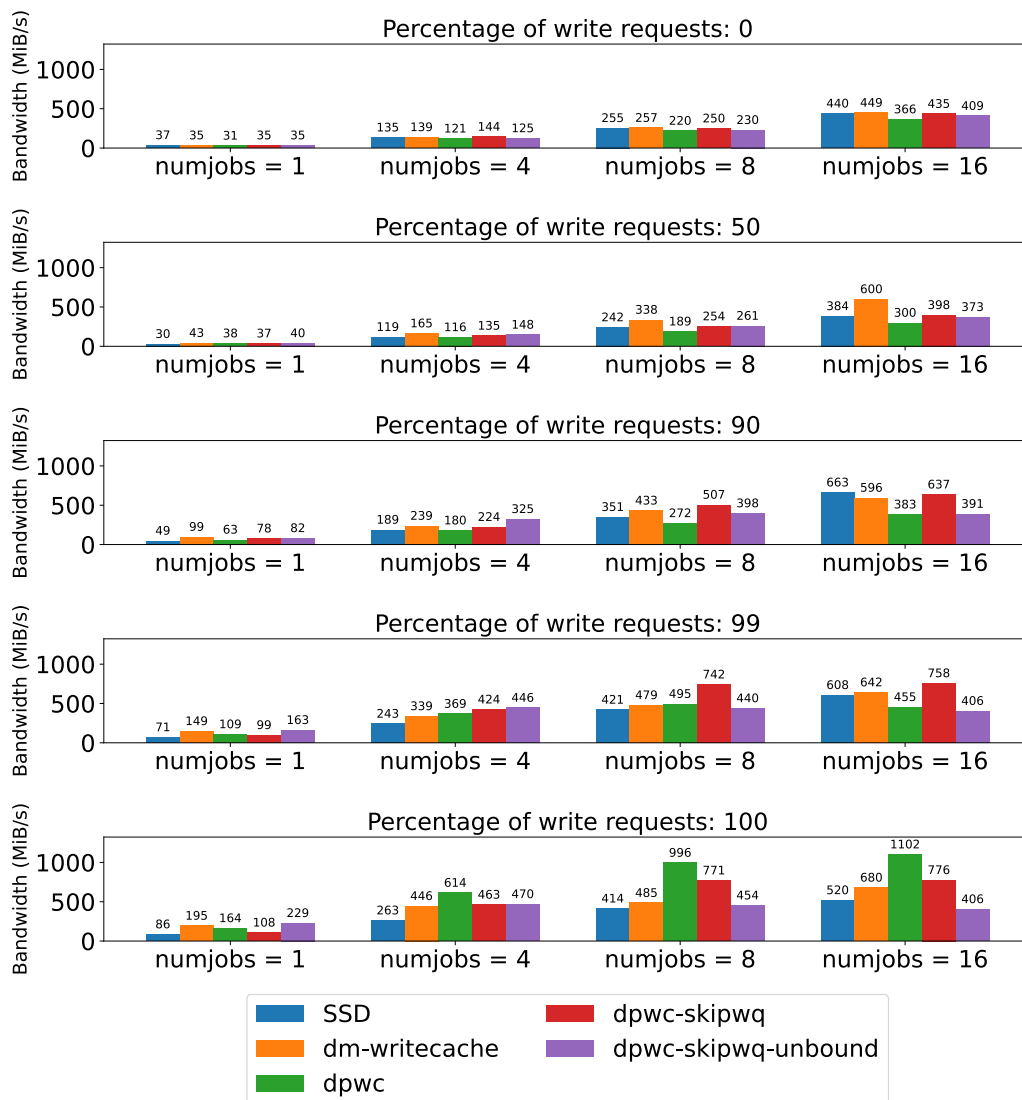 Percentage of write requests: 0
Bandwidth (MiB/s)
1000
500
0
37 35 31 35 35
135 139 121 144 125
255 257 220 250 230
440 449 366 435 409
numjobs = 1 numjobs = 4 numjobs = 8 numjobs = 16
Percentage of write requests: 50
Bandwidth (MiB/s)
1000
500
0
30 43 38 37 40
119 165 116 135 148
242 338 189 254 261
384 600 300 398 373
numjobs = 1 numjobs = 4 numjobs = 8 numjobs = 16
Percentage of write requests: 90
Bandwidth (MiB/s)
1000
500
0
49 99 63 78 82
189 239 180 224 325
351 433 272 507 398
663 596 383 637 391
numjobs = 1 numjobs = 4 numjobs = 8 numjobs = 16
Percentage of write requests: 99
Bandwidth (MiB/s)
1000
500
0
71 149 109 99 163
243 339 369 424 446
421 479 495 742 440
608 642 455 758 406
numjobs = 1 numjobs = 4 numjobs = 8 numjobs = 16
Percentage of write requests: 100
Bandwidth (MiB/s)
1000
500
0
86 195 164 108 229
263 446 614 463 470
414 485 996 771 454
520 680 1102 776 406
numjobs = 1 numjobs = 4 numjobs = 8 numjobs = 16
SSD
dm-writecache
dpwc
dpwc-skipwq
dpwc-skipwq-unbound